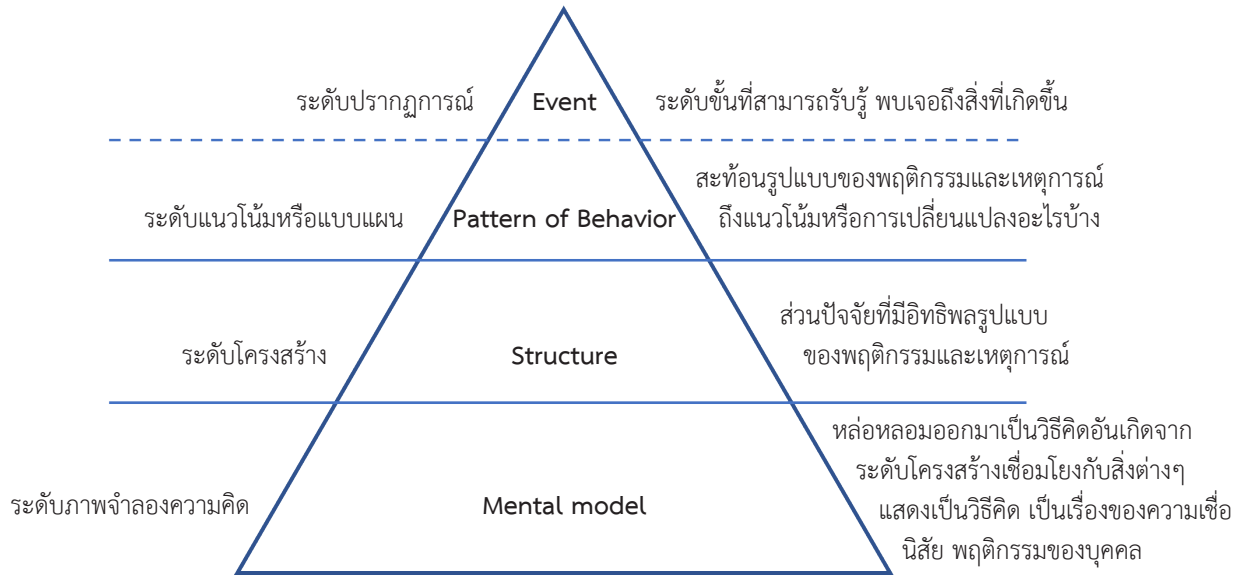 ระดับปรากฏการณ์ Event ระดับขั้นที่สามารถรับรู้ พบเจอถึงสิ่งที่เกิดขึ้น
ระดับแนวโน้มหรือแบบแผน Pattern of Behavior สะท้อนรูปแบบของพฤติกรรมและเหตุการณ์
ถึงแนวโน้มหรือการเปลี่ยนแปลงอะไรบ้าง
ระดับโครงสร้าง Structure ส่วนปัจจัยที่มีอิทธิพลรูปแบบ
ของพฤติกรรมและเหตุการณ์
ระดับภาพจำลองความคิด Mental model หล่อหลอมออกมาเป็นวิธีคิดอันเกิดจาก
ระดับโครงสร้างเชื่อมโยงกับสิ่งต่างๆ
แสดงเป็นวิธีคิด เป็นเรื่องของความเชื่อ
นิสัย พฤติกรรมของบุคคล